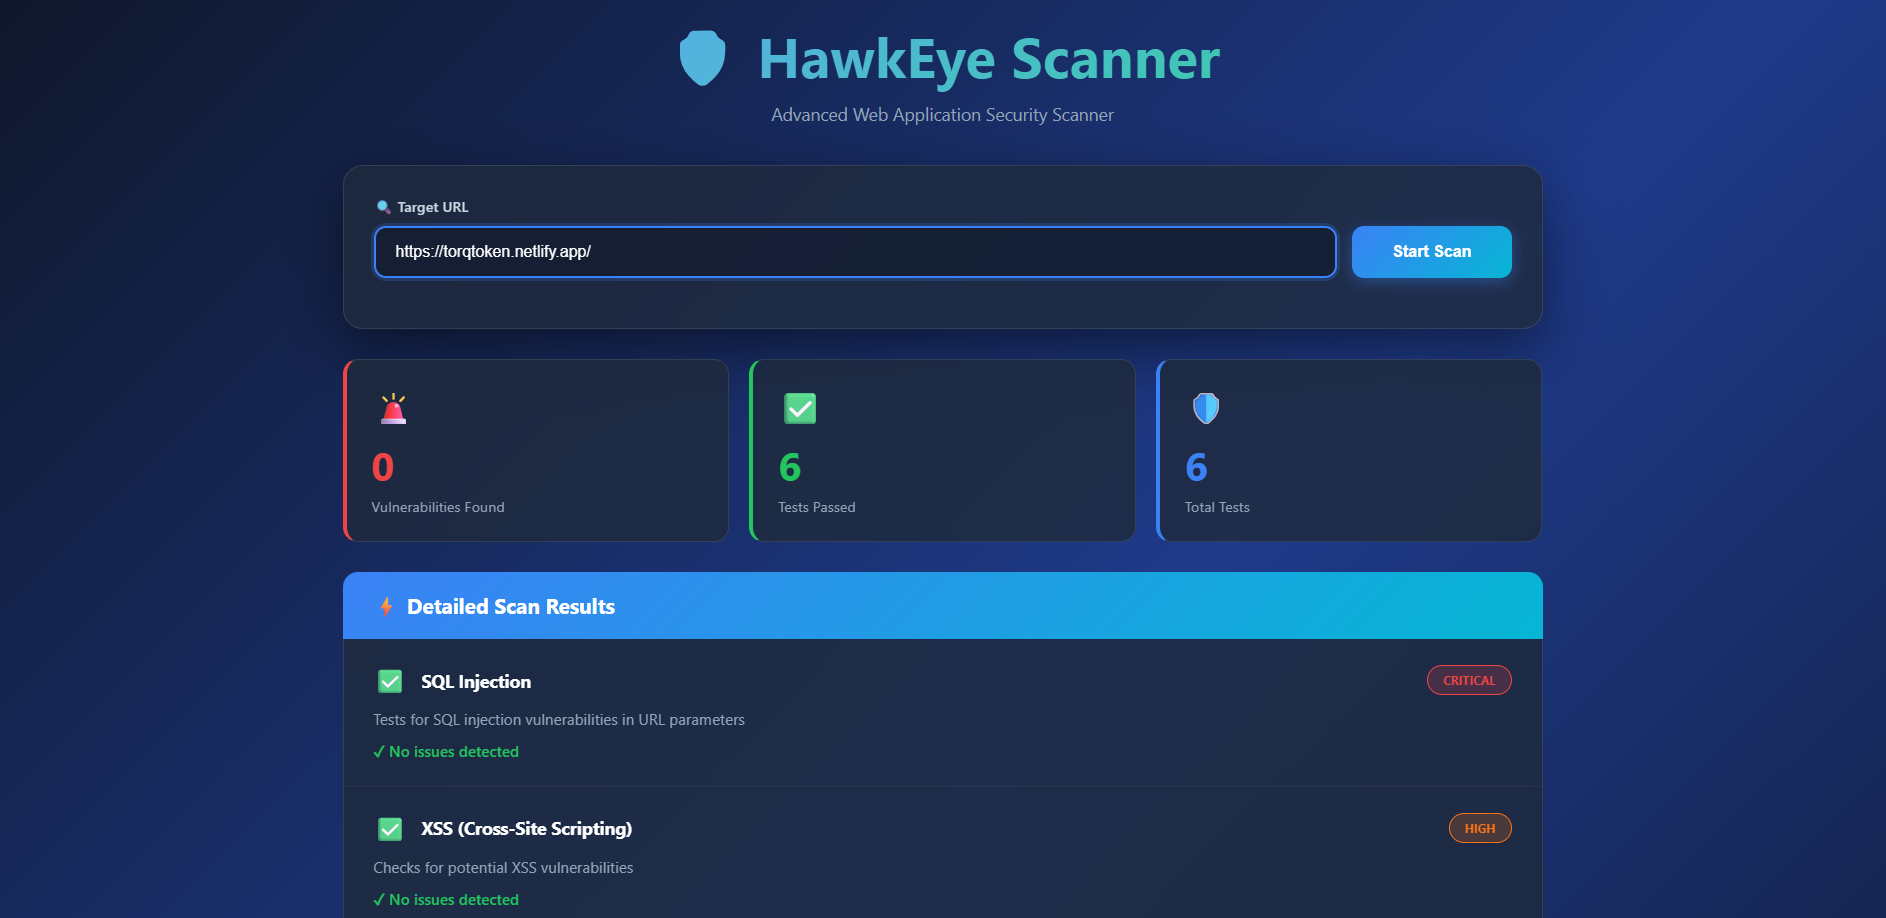 HawkEye Scanner
Advanced Web Application Security Scanner
Target URL
https://torqtoken.netlify.app/
Start Scan
0
Vulnerabilities Found
6
Tests Passed
6
Total Tests
Detailed Scan Results
SQL Injection
CRITICAL
Tests for SQL injection vulnerabilities in URL parameters
✓ No issues detected
XSS (Cross-Site Scripting)
HIGH
Checks for potential XSS vulnerabilities
✓ No issues detected